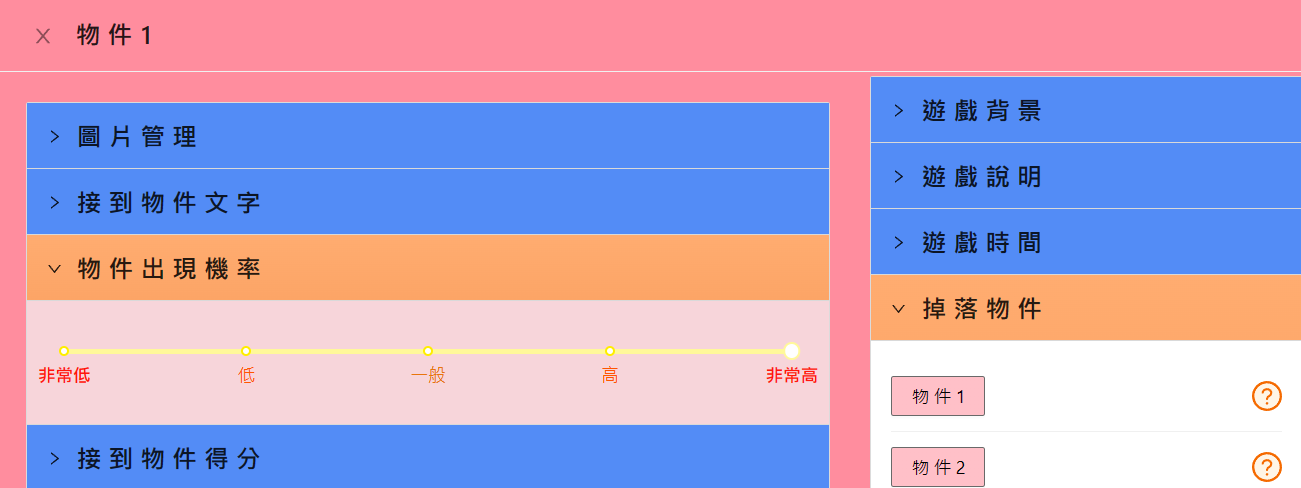 物件1
圖片管理
接到物件文字
物件出現機率
非常低 低 一般 高 非常高
接到物件得分
遊戲背景
遊戲說明
遊戲時間
掉落物件
物件1
物件2